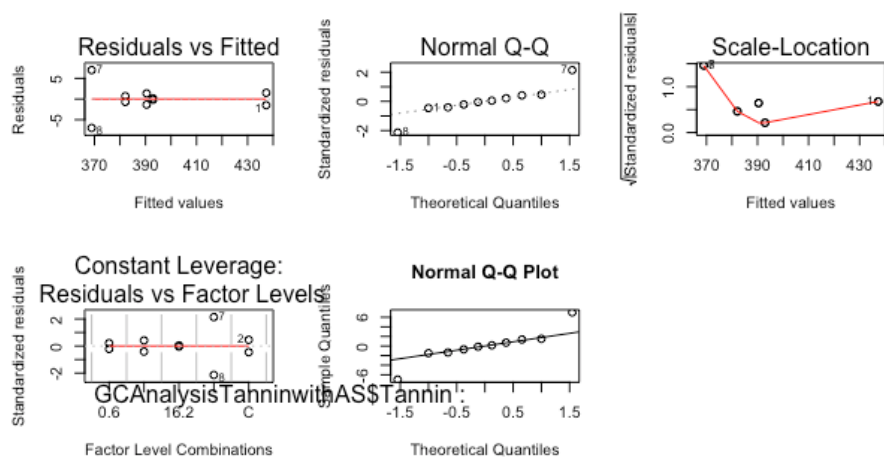 Residuals vs Fitted
Residuals
5
-5
7
8
1
370 390 410 430
Fitted values
Normal Q-Q
Standardized residuals
2
0
-2
7
1
8
-1.5 -0.5 0.5 1.5
Theoretical Quantiles
Scale-Location
√|Standardized residuals|
1.0
0.0
8
1
370 390 410 430
Fitted values
Constant Leverage:
Residuals vs Factor Levels
Standardized residuals
2
0
-2
7
2
8
GCAnalysisTanninwithAS$Tannin :
0.6 16.2 C
Factor Level Combinations
Normal Q-Q Plot
Sample Quantiles
6
0
-6
-1.5 -0.5 0.5 1.5
Theoretical Quantiles